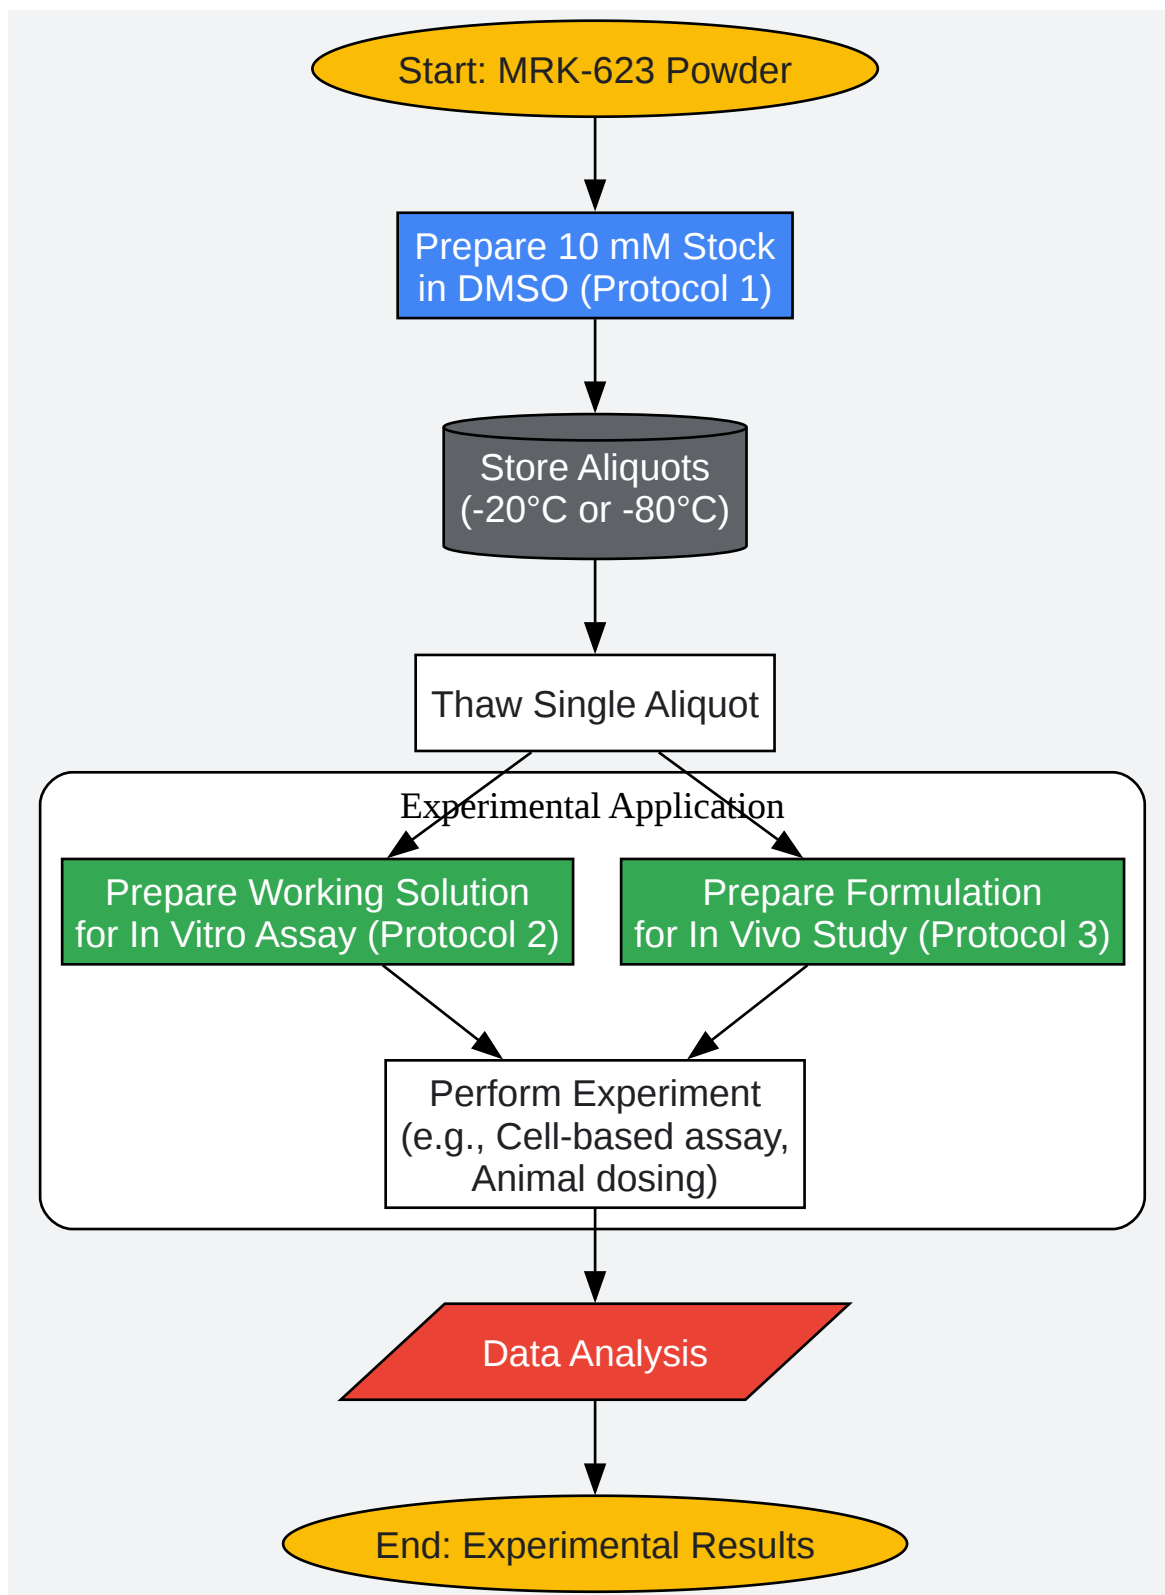 Start: MRK-623 Powder
Prepare 10 mM Stock
in DMSO (Protocol 1)
Store Aliquots
(-20°C or -80°C)
Thaw Single Aliquot
Experimental Application
Prepare Working Solution
for In Vitro Assay (Protocol 2)
Prepare Formulation
for In Vivo Study (Protocol 3)
Perform Experiment
(e.g., Cell-based assay,
Animal dosing)
Data Analysis
End: Experimental Results